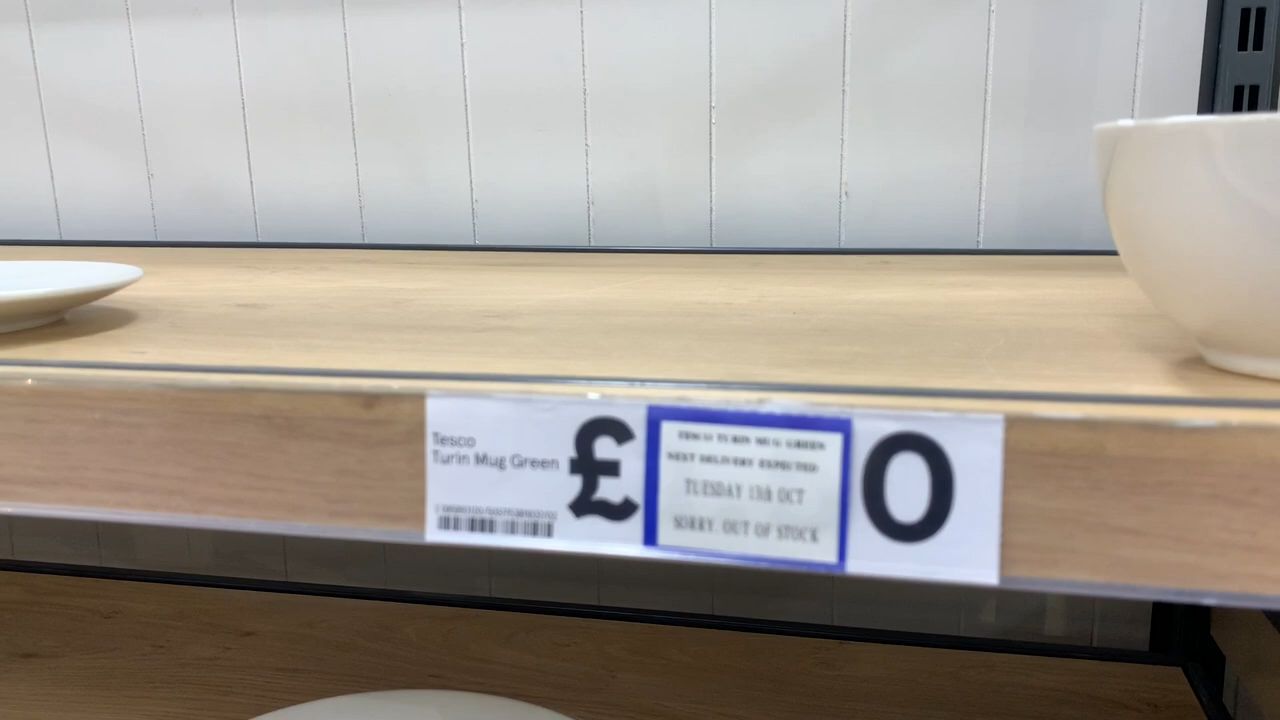 Tesco
Turin Mug Green
£
TESCO TURIN MUG GREEN
NEXT DELIVERY EXPECTED
TUESDAY 13th OCT
SORRY. OUT OF STOCK
0